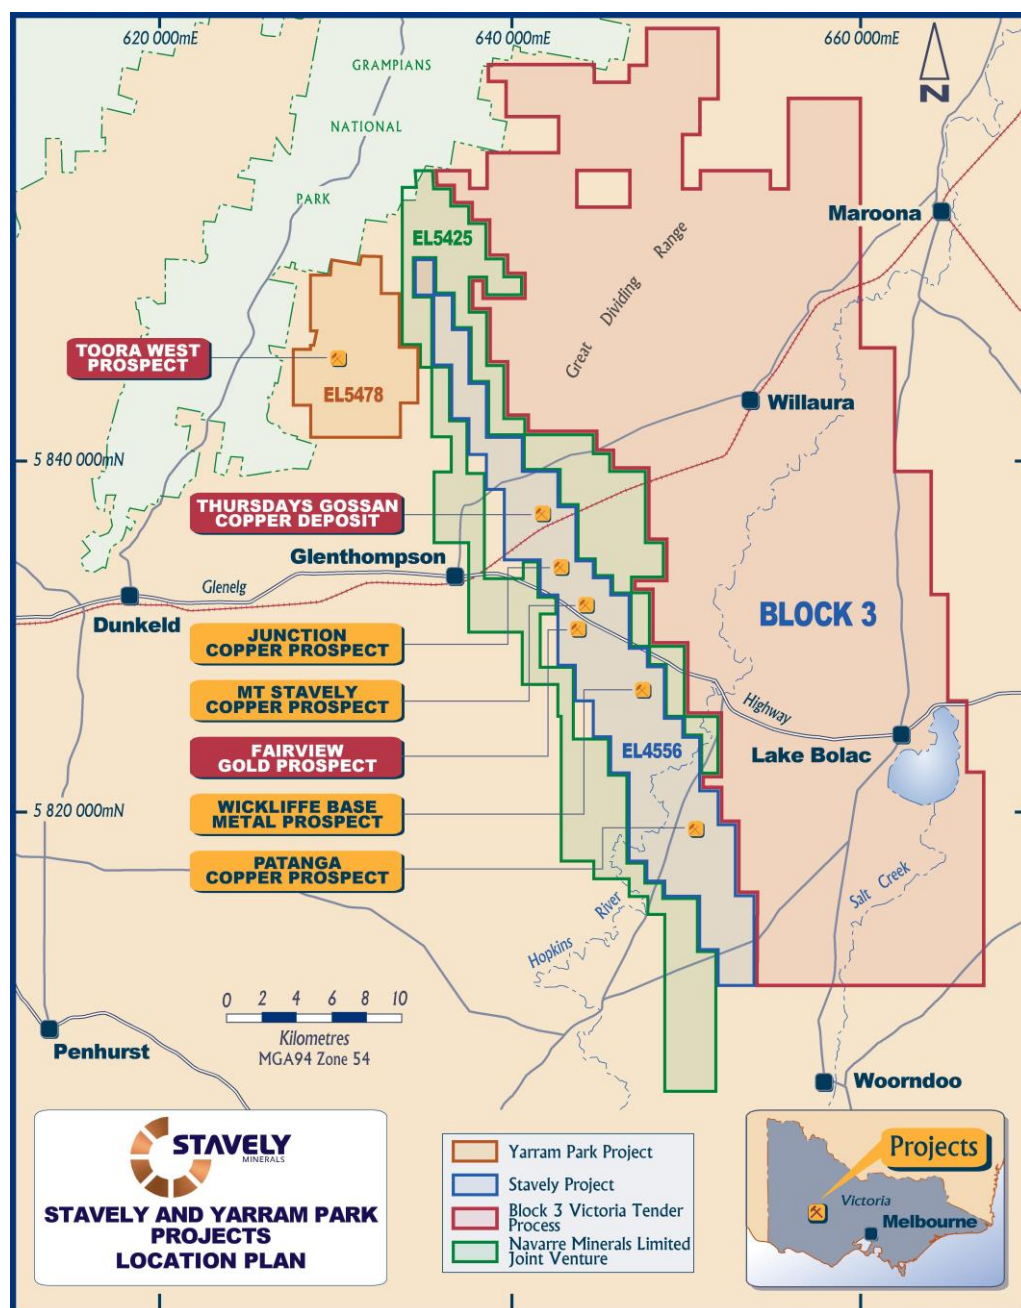 620 000mE
640 000mE
660 000mE
GRAMPIANS
NATIONAL
PARK
N
Maroona
EL5425
Great Dividing Range
TOORA WEST
PROSPECT
EL5478
Willaura
5 840 000mN
THURSDAYS GOSSAN
COPPER DEPOSIT
Glenthompson
Glenelg
Dunkeld
BLOCK 3
JUNCTION
COPPER PROSPECT
MT STAVELY
COPPER PROSPECT
Highway
FAIRVIEW
GOLD PROSPECT
EL4556
Lake Bolac
WICKLIFFE BASE
METAL PROSPECT
5 820 000mN
PATANGA
COPPER PROSPECT
Salt Creek
Hopkins River
0 2 4 6 8 10
Kilometres
MGA94 Zone 54
Penhurst
Woorndoo
STAVELY
MINERALS
STAVELY AND YARRAM PARK
PROJECTS
LOCATION PLAN
Yarram Park Project
Stavely Project
Block 3 Victoria Tender
Process
Navarre Minerals Limited
Joint Venture
Projects
Victoria
Melbourne